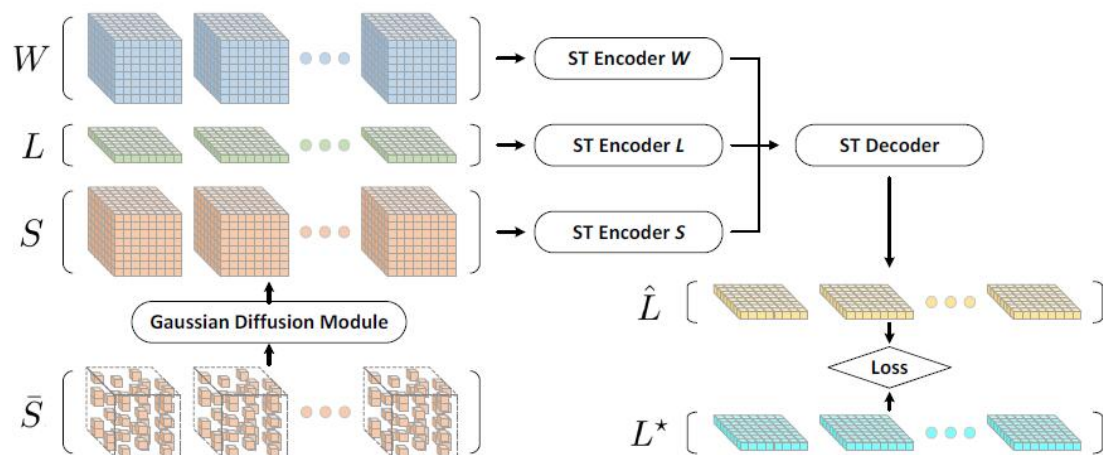 W
ST Encoder W
L
ST Encoder L
ST Decoder
S
ST Encoder S
Gaussian Diffusion Module
L̂
S̄
Loss
L⋆